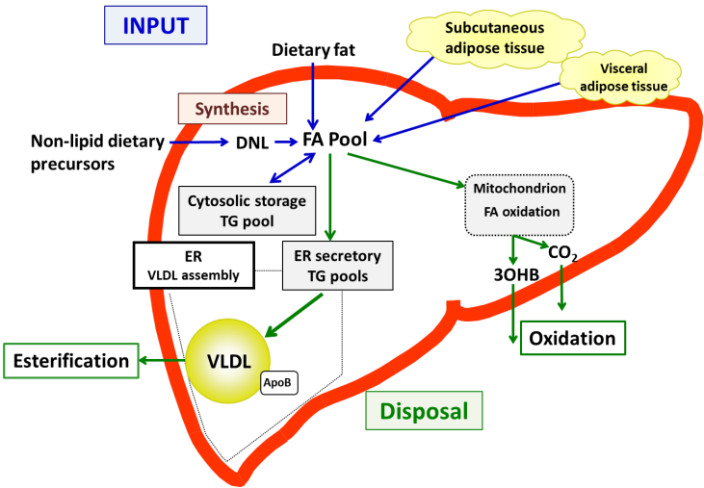 INPUT
Subcutaneous
adipose tissue
Dietary fat
Visceral
adipose tissue
Synthesis
Non-lipid dietary
precursors
DNL
FA Pool
Mitochondrion
FA oxidation
Cytosolic storage
TG pool
ER
VLDL assembly
ER secretory
TG pools
CO2
3OHB
Oxidation
Esterification
VLDL
ApoB
Disposal